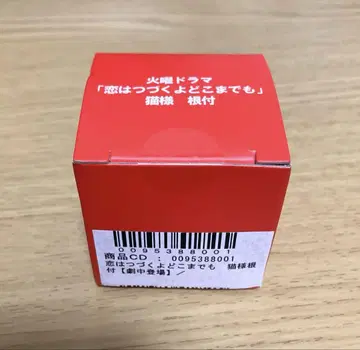 火曜ドラマ
「恋はつづくよどこまでも」
猫様　根付
0095388001
商品CD : 0095388001
恋はつづくよどこまでも　猫様根
付【劇中登場】／